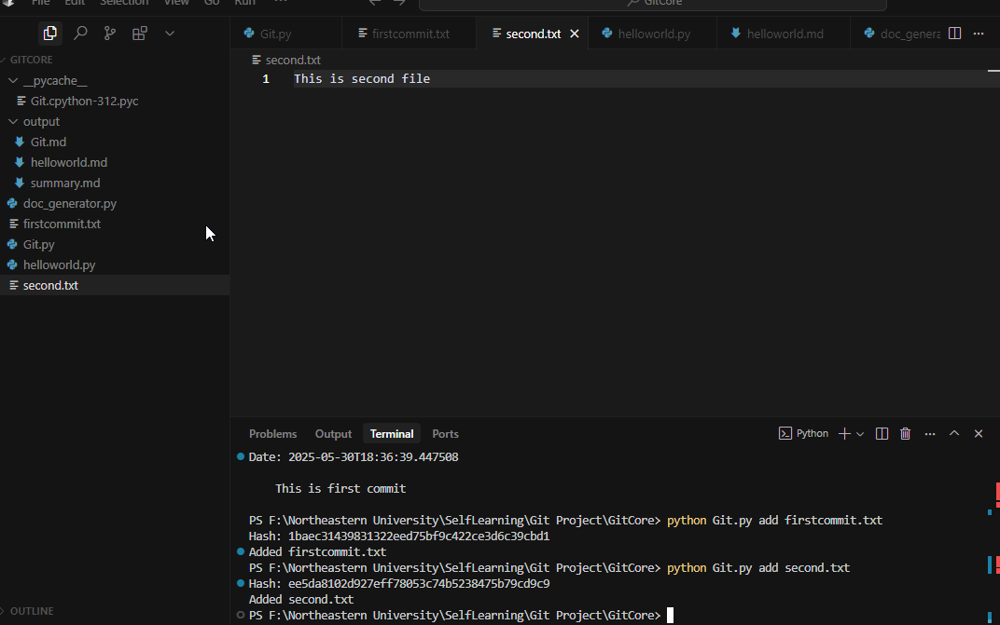 File Edit Selection View Go Run ···
GitCore
Git.py
firstcommit.txt
second.txt
helloworld.py
helloworld.md
doc_genera
GITCORE
__pycache__
Git.cpython-312.pyc
output
Git.md
helloworld.md
summary.md
doc_generator.py
firstcommit.txt
Git.py
helloworld.py
second.txt
OUTLINE
second.txt
1 This is second file
Problems Output Terminal Ports
Python
Date: 2025-05-30T18:36:39.447508
This is first commit
PS F:\Northeastern University\SelfLearning\Git Project\GitCore> python Git.py add firstcommit.txt
Hash: 1baec31439831322eed75bf9c422ce3d6c39cbd1
Added firstcommit.txt
PS F:\Northeastern University\SelfLearning\Git Project\GitCore> python Git.py add second.txt
Hash: ee5da8102d927eff78053c74b5238475b79cd9c9
Added second.txt
PS F:\Northeastern University\SelfLearning\Git Project\GitCore>